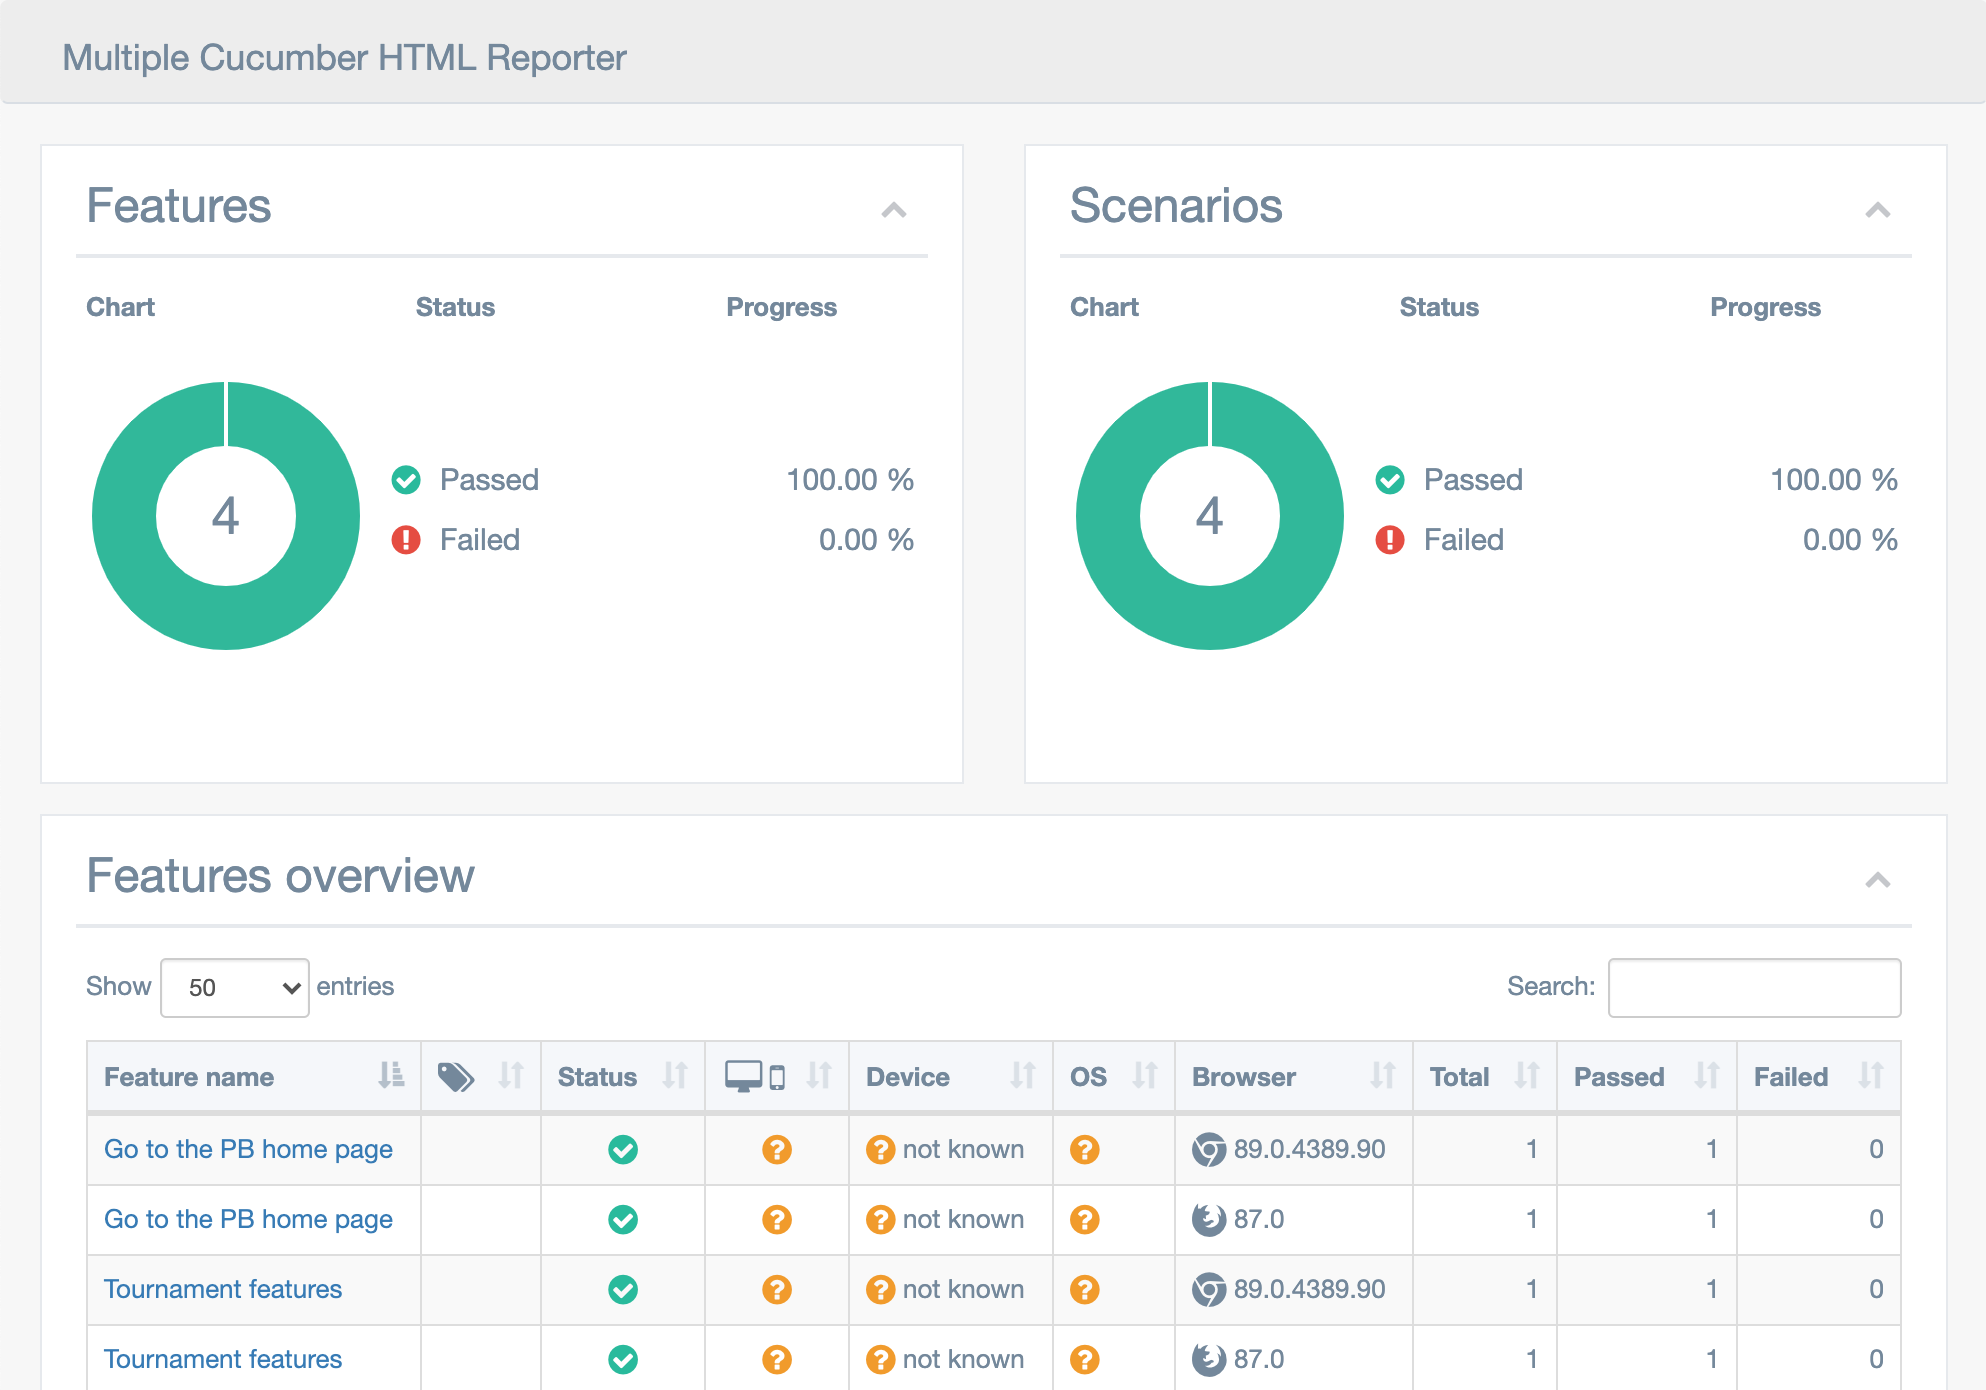 Multiple Cucumber HTML Reporter
Features
Chart Status Progress
4
Passed 100.00 %
Failed 0.00 %
Scenarios
Chart Status Progress
4
Passed 100.00 %
Failed 0.00 %
Features overview
Show 50 entries Search:
Feature name Status Device OS Browser Total Passed Failed
Go to the PB home page not known 89.0.4389.90 1 1 0
Go to the PB home page not known 87.0 1 1 0
Tournament features not known 89.0.4389.90 1 1 0
Tournament features not known 87.0 1 1 0